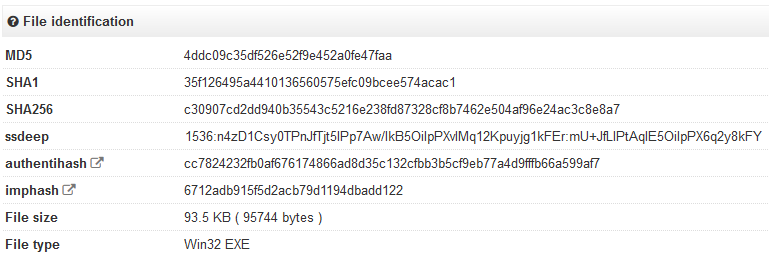 File identification
MD5 4ddc09c35df526e52f9e452a0fe47faa
SHA1 35f126495a4410136560575efc09bcee574acac1
SHA256 c30907cd2dd940b35543c5216e238fd87328cf8b7462e504af96e24ac3c8e8a7
ssdeep 1536:n4zD1Csy0TPnJfTjt5lPp7Aw/IkB5OilpPXvlMq12Kpuyjg1kFEr:mU+JfLlPtAqIE5OilpPX6q2y8kFY
authentihash cc7824232fb0af676174866ad8d35c132cfbb3b5cf9eb77a4d9fffb66a599af7
imphash 6712adb915f5d2acb79d1194dbadd122
File size 93.5 KB ( 95744 bytes )
File type Win32 EXE